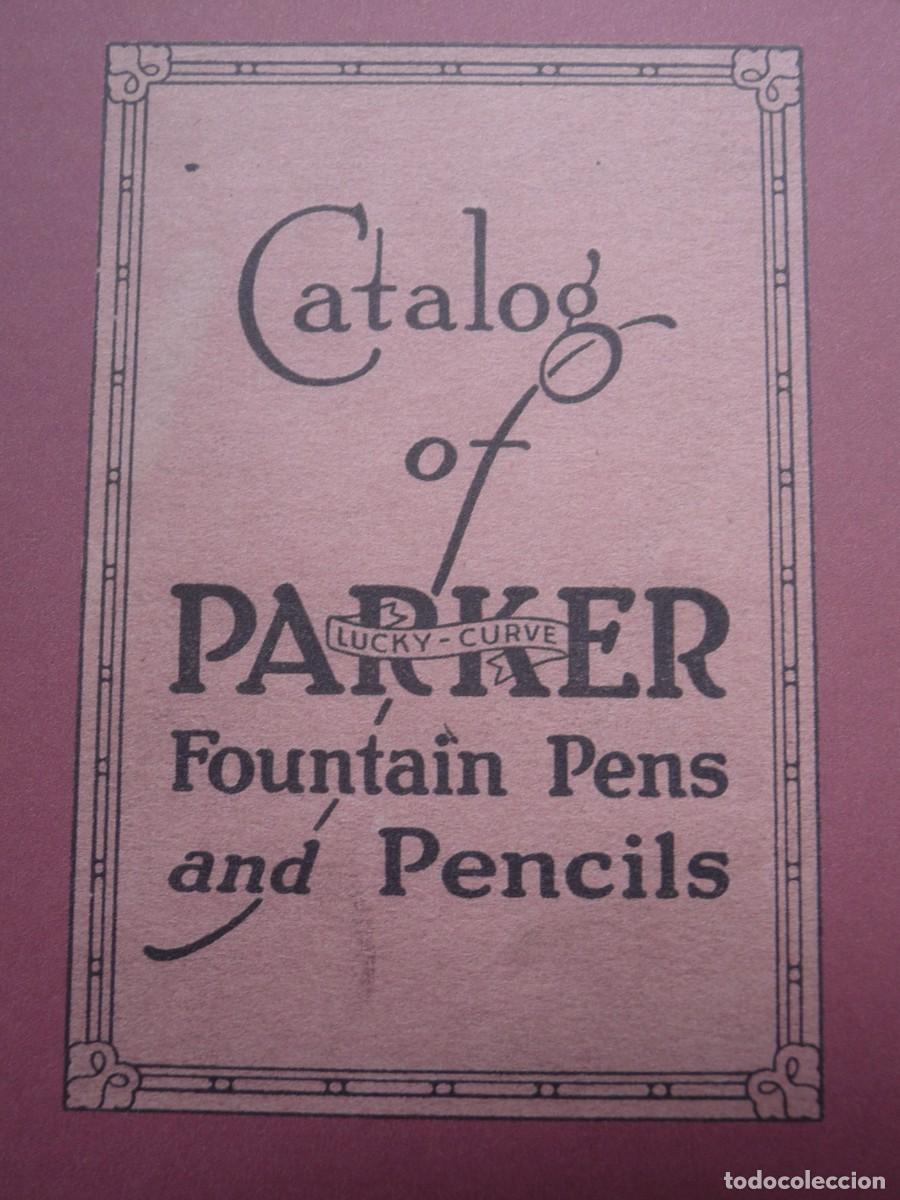 Catalog
of
PARKER
LUCKY-CURVE
Fountain Pens
and Pencils
todocoleccion